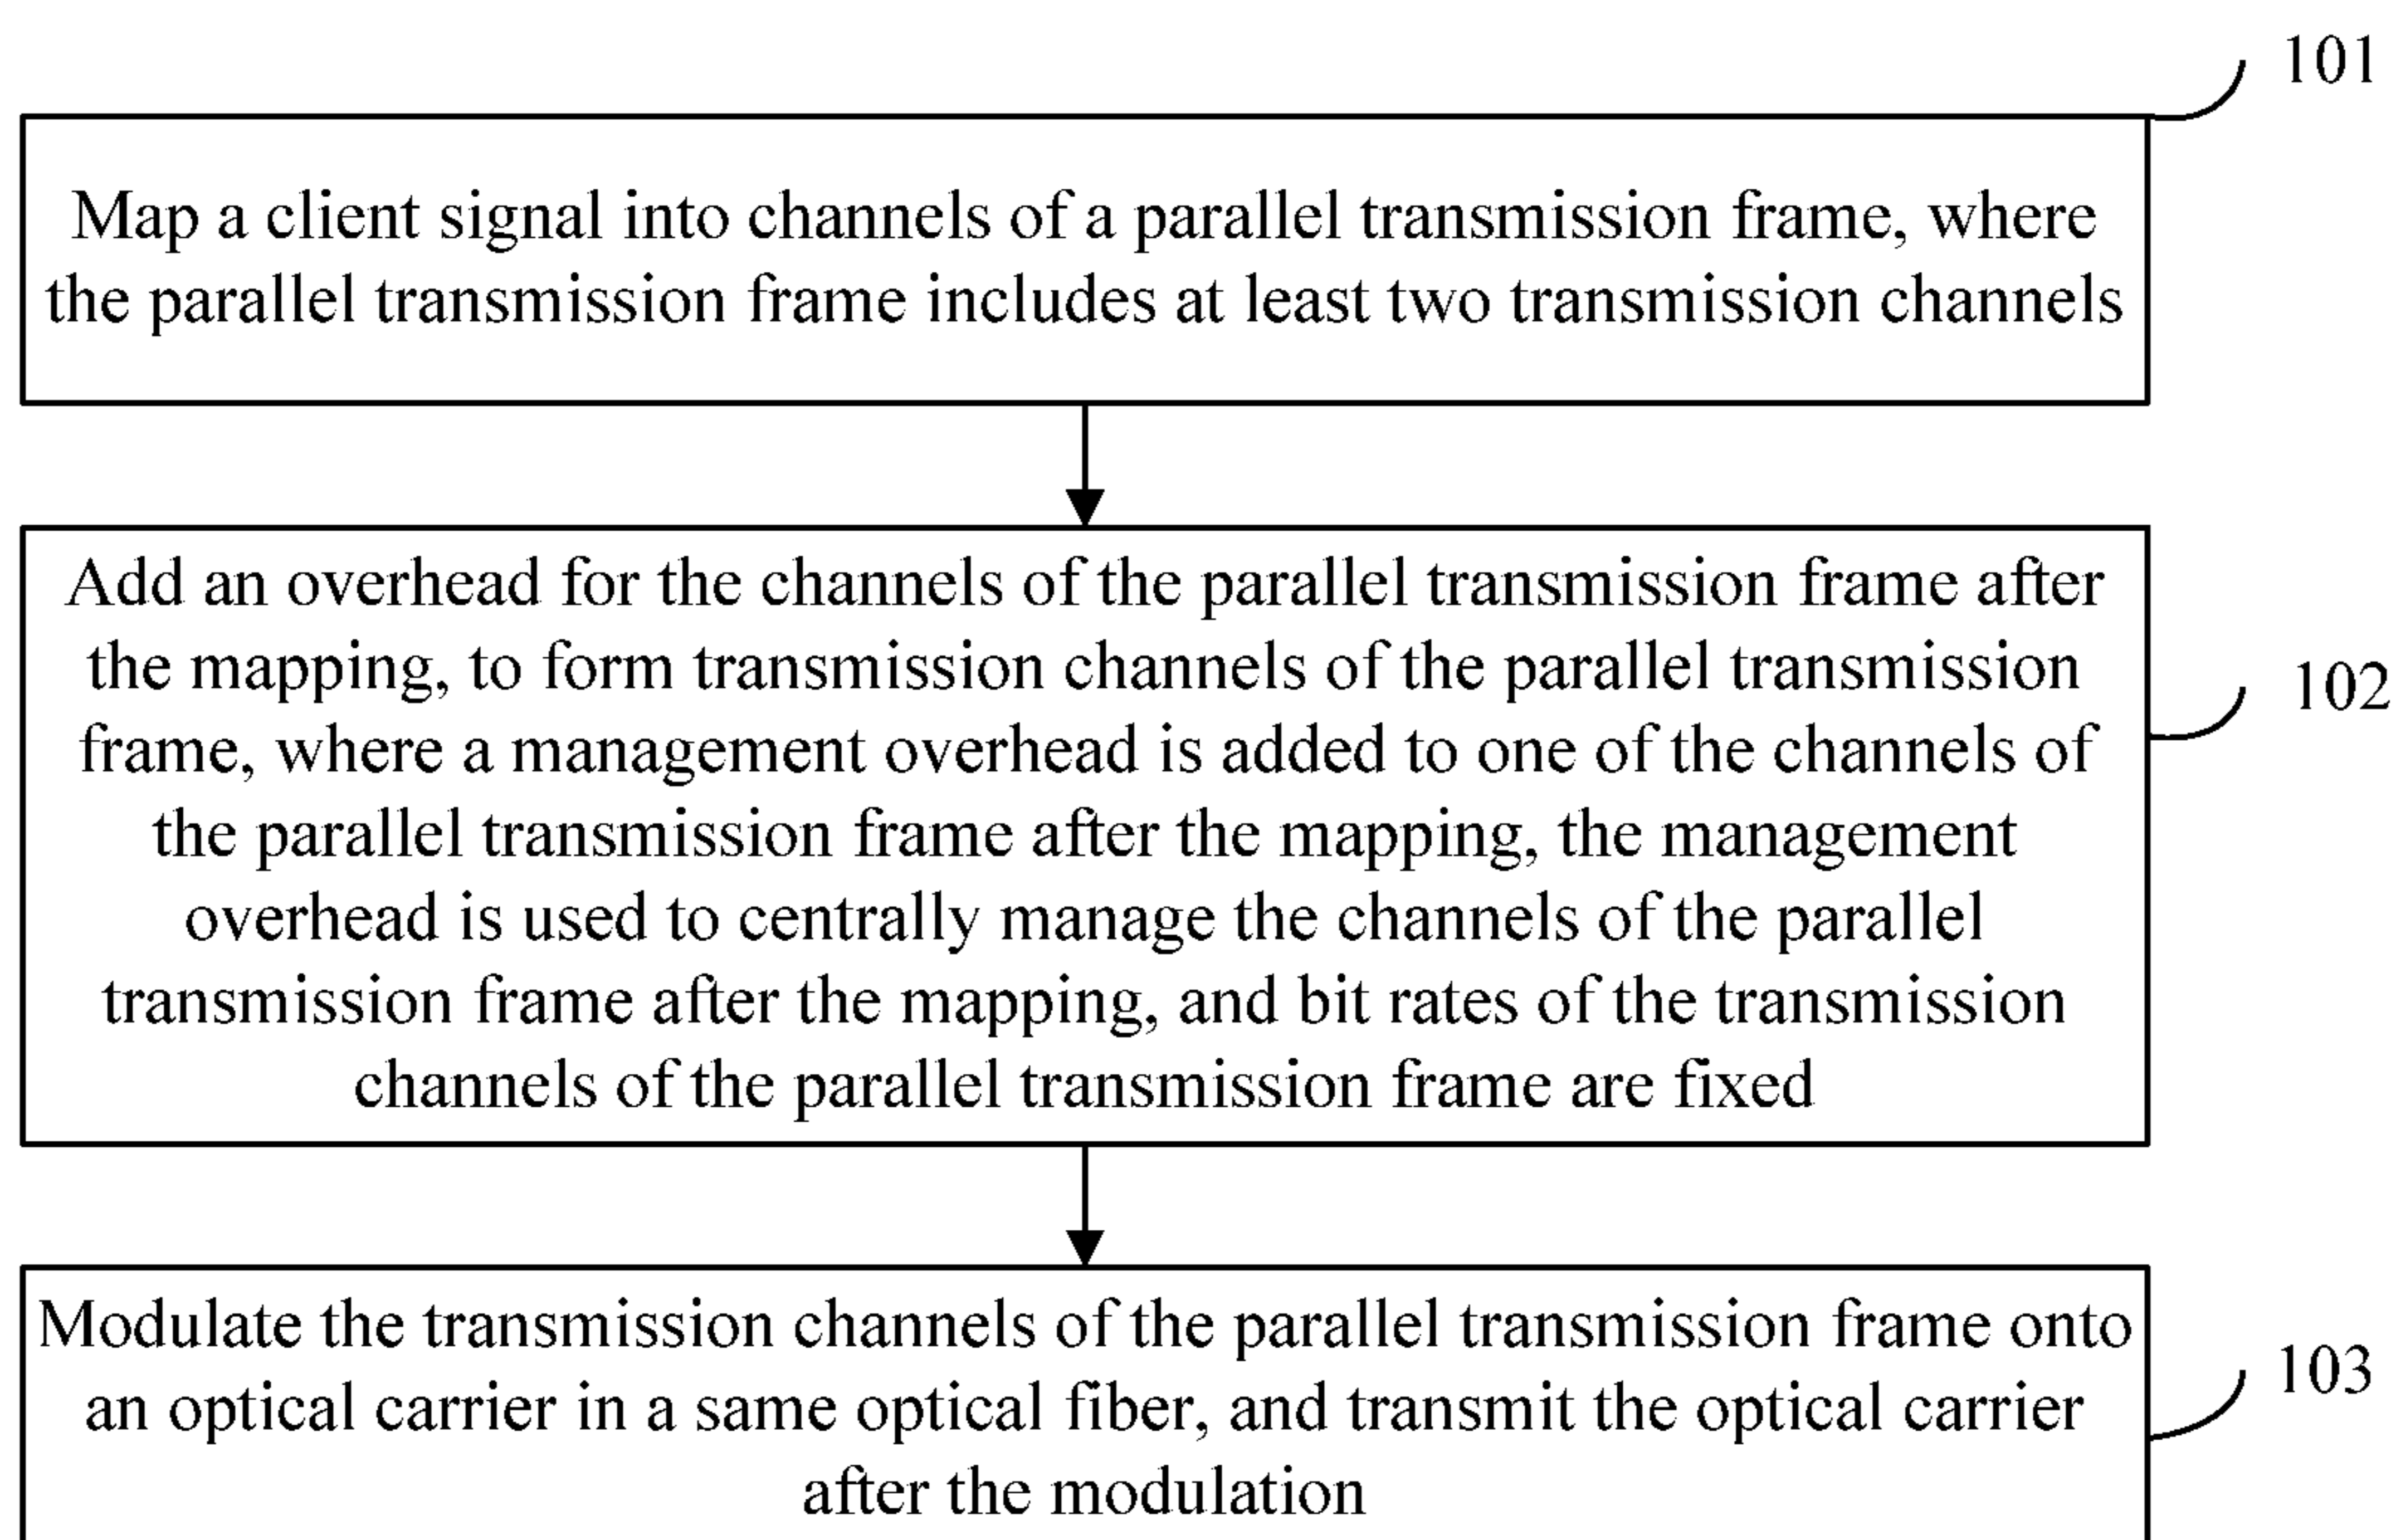 101
Map a client signal into channels of a parallel transmission frame, where
the parallel transmission frame includes at least two transmission channels
Add an overhead for the channels of the parallel transmission frame after
the mapping, to form transmission channels of the parallel transmission
frame, where a management overhead is added to one of the channels of
the parallel transmission frame after the mapping, the management
overhead is used to centrally manage the channels of the parallel
transmission frame after the mapping, and bit rates of the transmission
channels of the parallel transmission frame are fixed
102
Modulate the transmission channels of the parallel transmission frame onto
an optical carrier in a same optical fiber, and transmit the optical carrier
after the modulation
103